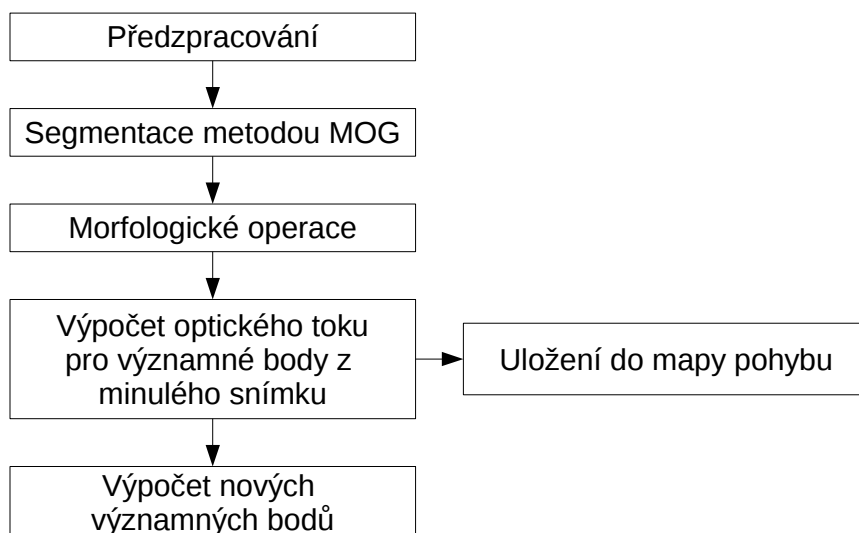 Předzpracování
Segmentace metodou MOG
Morfologické operace
Výpočet optického toku
pro významné body z
minulého snímku
Uložení do mapy pohybu
Výpočet nových
významných bodů